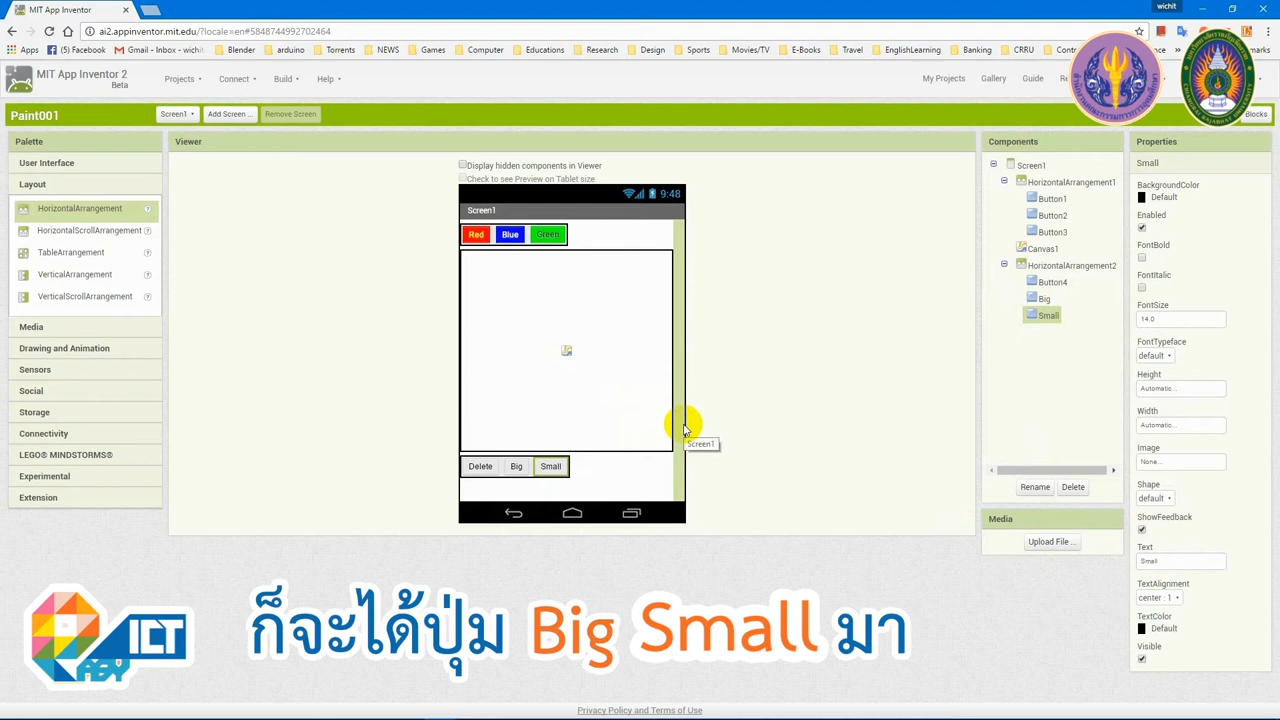 MIT App Inventor 2
wichit
ai2.appinventor.mit.edu/?locale=en#5848744992702464
Apps
(5) Facebook
Gmail - Inbox - wichit
Blender
arduino
Torrents
NEWS
Games
Computer
Educations
Research
Design
Sports
Movies/TV
E-Books
Travel
EnglishLearning
Banking
CRRU
MIT App Inventor 2
Beta
Projects
Connect
Build
Help
My Projects
Gallery
Guide
Paint001
Screen1
Add Screen ...
Remove Screen
Blocks
Palette
User Interface
Layout
HorizontalArrangement
HorizontalScrollArrangement
TableArrangement
VerticalArrangement
VerticalScrollArrangement
Media
Drawing and Animation
Sensors
Social
Storage
Connectivity
LEGO® MINDSTORMS®
Experimental
Extension
Viewer
Display hidden components in Viewer
Check to see Preview on Tablet size.
9:48
Screen1
Red Blue Green
Screen1
Delete Big Small
Components
Screen1
HorizontalArrangement1
Button1
Button2
Button3
Canvas1
HorizontalArrangement2
Button4
Big
Small
Rename Delete
Media
Upload File ...
Properties
Small
BackgroundColor
Default
Enabled
FontBold
FontItalic
FontSize
14.0
FontTypeface
default
Height
Automatic...
Width
Automatic...
Image
None...
Shape
default
ShowFeedback
Text
Small
TextAlignment
center : 1
TextColor
Default
Visible
ICT
ก็จะได้ปุ่ม Big Small มา
Privacy Policy and Terms of Use